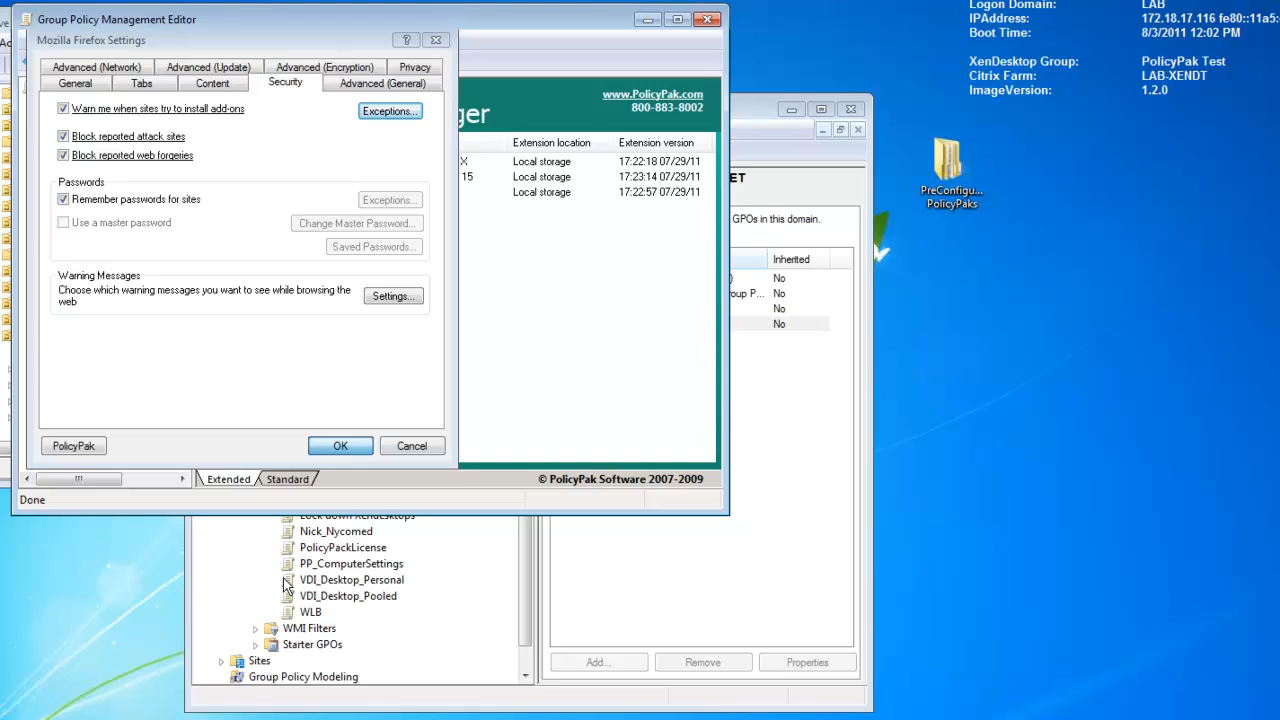 Group Policy Management Editor
Mozilla Firefox Settings
Advanced (Network)
Advanced (Update)
Advanced (Encryption)
Privacy
General
Tabs
Content
Security
Advanced (General)
Warn me when sites try to install add-ons
Exceptions...
Block reported attack sites
Block reported web forgeries
Passwords
Remember passwords for sites
Exceptions...
Use a master password
Change Master Password...
Saved Passwords...
Warning Messages
Choose which warning messages you want to see while browsing the
web
Settings...
PolicyPak
OK
Cancel
Extended
Standard
© PolicyPak Software 2007-2009
Done
www.PolicyPak.com
800-883-8002
ger
Extension location
Extension version
X
Local storage
17:22:18 07/29/11
15
Local storage
17:23:14 07/29/11
Local storage
17:22:57 07/29/11
ET
GPOs in this domain.
Inherited
)
No
oup P...
No
No
No
Nick_Nycomed
PolicyPackLicense
PP_ComputerSettings
VDI_Desktop_Personal
VDI_Desktop_Pooled
WLB
WMI Filters
Starter GPOs
Sites
Group Policy Modeling
Add...
Remove
Properties
Logon Domain:
LAB
IPAddress:
172.18.17.116 fe80::11a5:
Boot Time:
8/3/2011 12:02 PM
XenDesktop Group:
PolicyPak Test
Citrix Farm:
LAB-XENDT
ImageVersion:
1.2.0
PreConfigu...
PolicyPaks